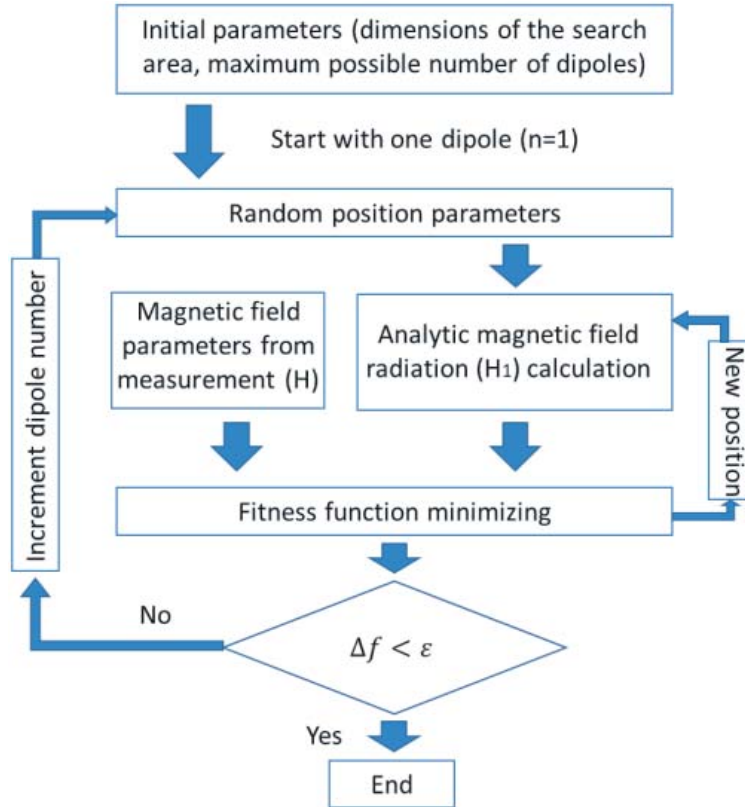 Initial parameters (dimensions of the search
area, maximum possible number of dipoles)
Start with one dipole (n=1)
Random position parameters
Increment dipole number
Magnetic field
parameters from
measurement (H)
Analytic magnetic field
radiation (H₁) calculation
New position
Fitness function minimizing
No
Δf < ε
Yes
End